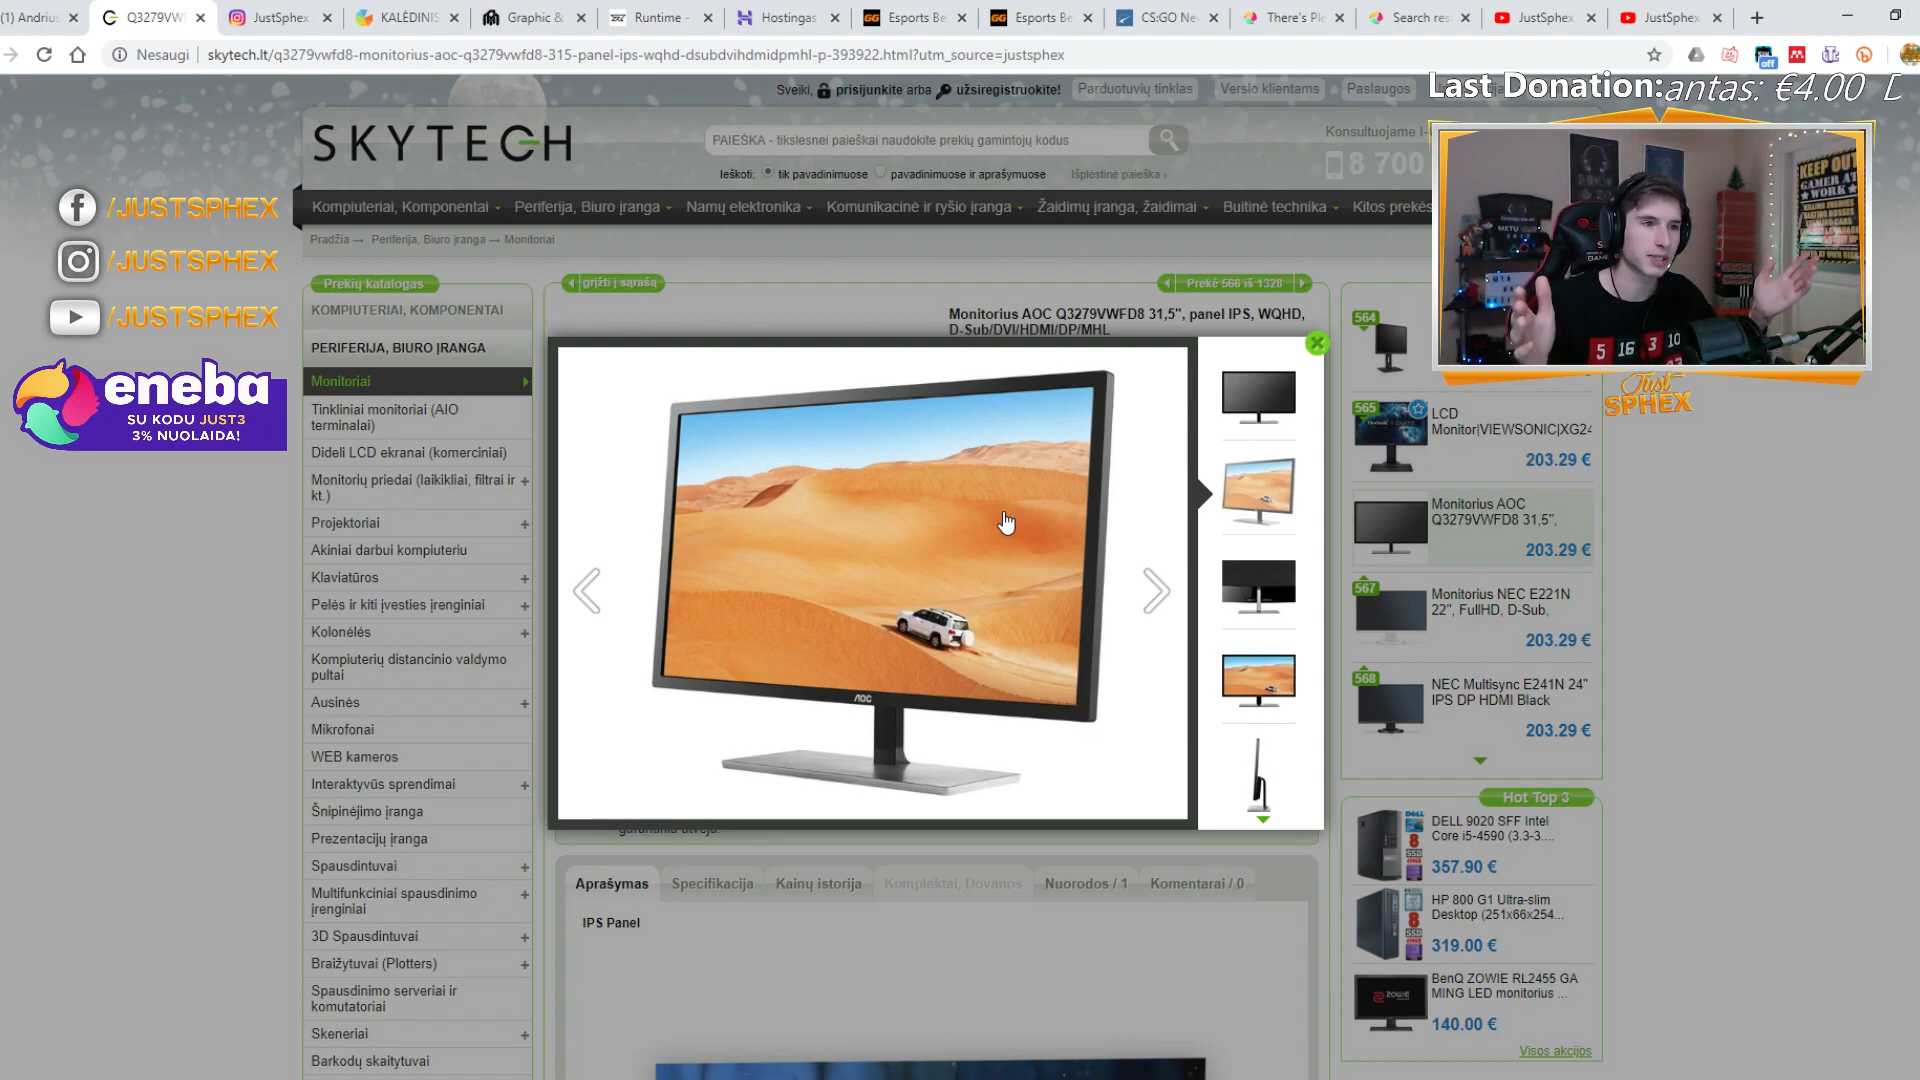 (1) Andrius
Q3279VWI
JustSphex
KALĖDINIS
Graphic &
Runtime -
Hostingas
Esports Be
Esports Be
CS:GO Ne
There's Ple
Search res
JustSphex
JustSphex
Nesaugi
skytech.lt/q3279vwfd8-monitorius-aoc-q3279vwfd8-315-panel-ips-wqhd-dsubdvihdmidpmhl-p-393922.html?utm_source=justsphex
off
Sveiki, prisijunkite arba užsiregistruokite!
Parduotuvių tinklas
Verslo klientams
Paslaugos
Last Donation: antas: €4.00
SKYTECH
PAIEŠKA - tikslesnei paieškai naudokite prekių gamintojų kodus
Konsultuojame I-
8 700
Ieškoti: tik pavadinimuose pavadinimuose ir aprašymuose Išplėstinė paieška ›
/JUSTSPHEX
/JUSTSPHEX
/JUSTSPHEX
eneba
SU KODU JUST3
3% NUOLAIDA!
Kompiuteriai, Komponentai
Periferija, Biuro įranga
Namų elektronika
Komunikacinė ir ryšio įranga
Žaidimų įranga, žaidimai
Buitinė technika
Kitos prekės
Pradžia → Periferija, Biuro įranga → Monitoriai
KEEP OUT
GAMER AT
WORK
5 16 3 10
Just
SPHEX
Prekių katalogas
KOMPIUTERIAI, KOMPONENTAI
PERIFERIJA, BIURO ĮRANGA
Monitoriai
Tinkliniai monitoriai (AIO
terminalai)
Dideli LCD ekranai (komerciniai)
Monitorių priedai (laikikliai, filtrai ir
kt.)
Projektoriai
Akiniai darbui kompiuteriu
Klaviatūros
Pelės ir kiti įvesties įrenginiai
Kolonėlės
Kompiuterių distancinio valdymo
pultai
Ausinės
Mikrofonai
WEB kameros
Interaktyvūs sprendimai
Šnipinėjimo įranga
Prezentacijų įranga
Spausdintuvai
Multifunkciniai spausdinimo
įrenginiai
3D Spausdintuvai
Braižytuvai (Plotters)
Spausdinimo serveriai ir
komutatoriai
Skeneriai
Barkodų skaitytuvai
grįžti į sąrašą
Prekė 566 iš 1328
Monitorius AOC Q3279VWFD8 31,5", panel IPS, WQHD,
D-Sub/DVI/HDMI/DP/MHL
AOC
Aprašymas
Specifikacija
Kainų istorija
Komplektai, Dovanos
Nuorodos / 1
Komentarai / 0
IPS Panel
564
565
LCD
Monitor|VIEWSONIC|XG24
203.29 €
Monitorius AOC
Q3279VWFD8 31,5",
203.29 €
567
Monitorius NEC E221N
22", FullHD, D-Sub,
203.29 €
568
NEC Multisync E241N 24"
IPS DP HDMI Black
203.29 €
Hot Top 3
DELL 9020 SFF Intel
Core i5-4590 (3.3-3....
357.90 €
HP 800 G1 Ultra-slim
Desktop (251x66x254...
319.00 €
BenQ ZOWIE RL2455 GA
MING LED monitorius ...
140.00 €
Visos akcijos